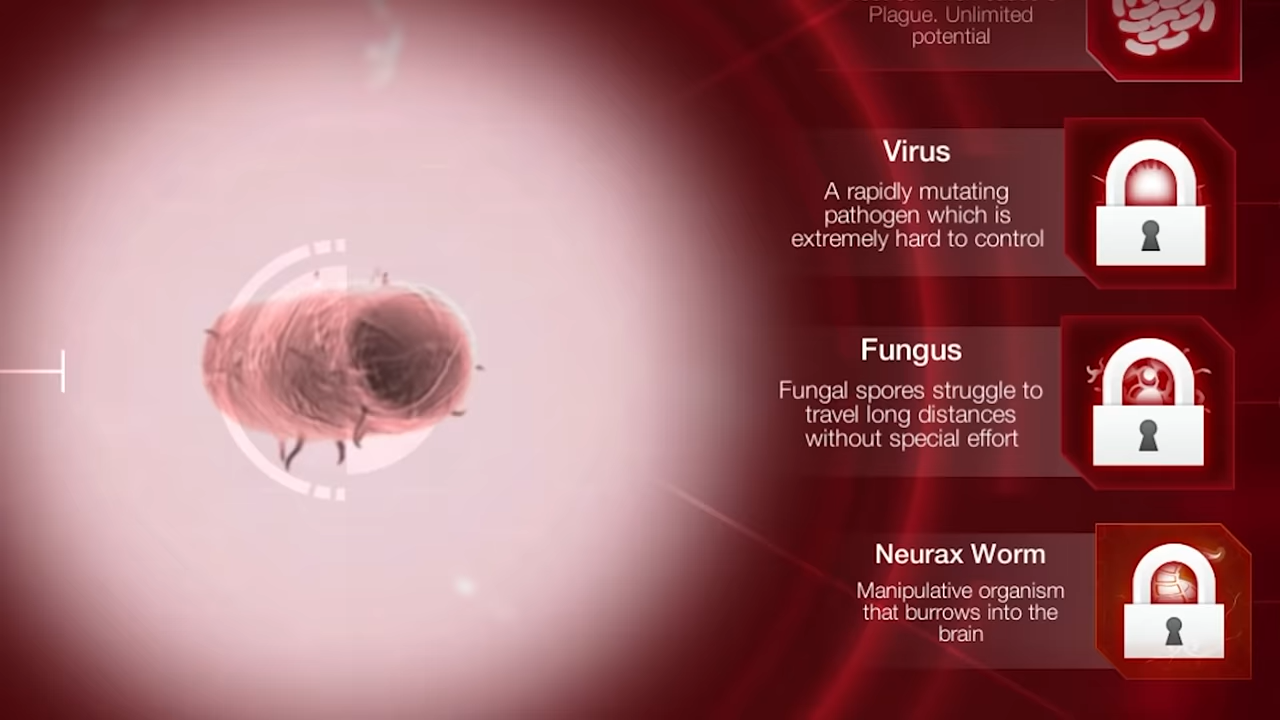 Plague. Unlimited
potential
Virus
A rapidly mutating
pathogen which is
extremely hard to control
Fungus
Fungal spores struggle to
travel long distances
without special effort
Neurax Worm
Manipulative organism
that burrows into the
brain